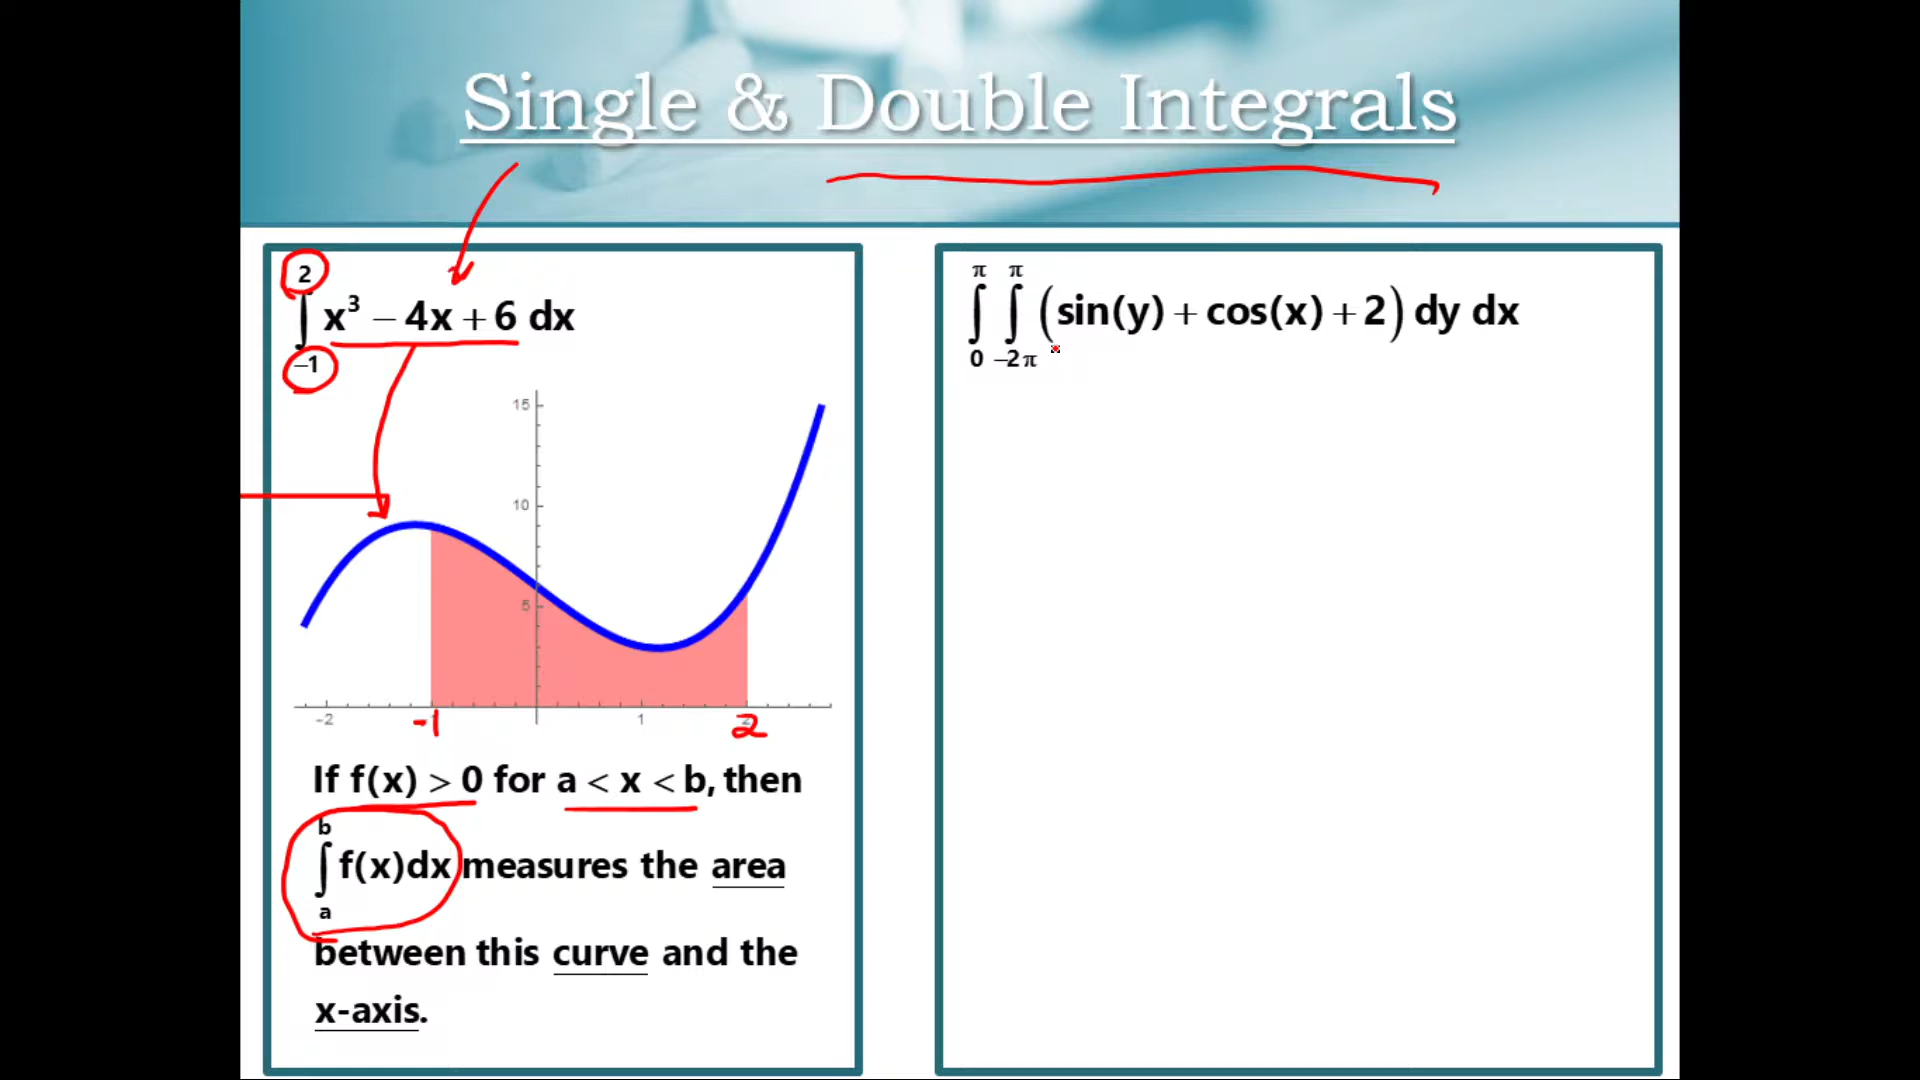 Single & Double Integrals
2
∫ x³ − 4x + 6 dx
−1
15
10
5
-2 1
-1 2
If f(x) > 0 for a < x < b, then
b
∫ f(x)dx measures the area
a
between this curve and the
x-axis.
π π
∫ ∫ (sin(y) + cos(x) + 2) dy dx
0 −2π